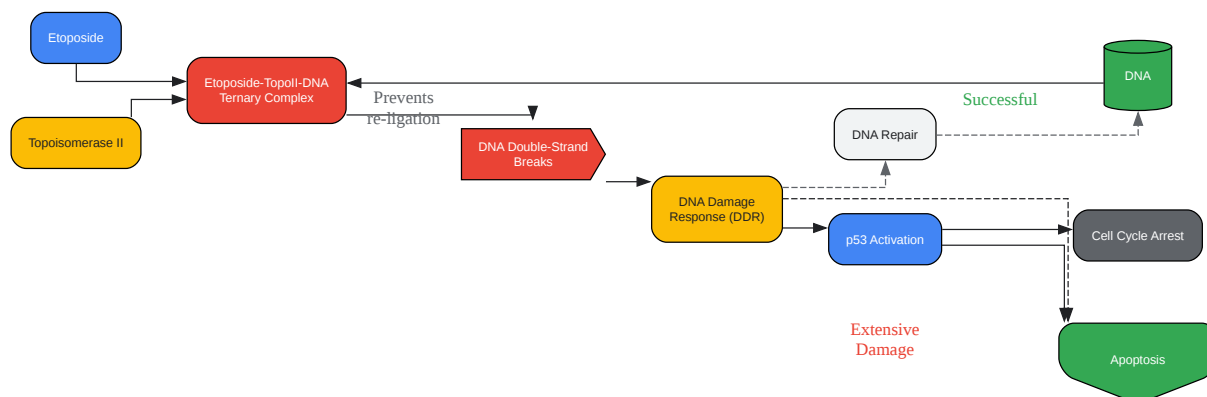 Etoposide
Topoisomerase II
Etoposide-TopoII-DNA
Ternary Complex
Prevents
re-ligation
DNA Double-Strand
Breaks
DNA Damage
Response (DDR)
DNA Repair
Successful
DNA
p53 Activation
Cell Cycle Arrest
Extensive
Damage
Apoptosis